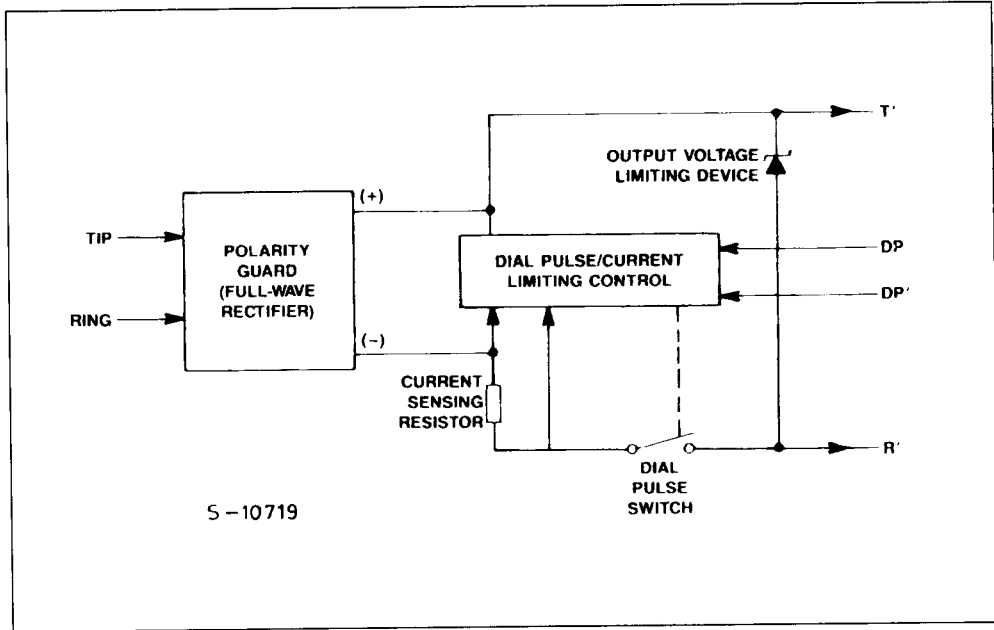 T'
OUTPUT VOLTAGE
LIMITING DEVICE
(+)
TIP
POLARITY
GUARD
(FULL-WAVE
RECTIFIER)
DIAL PULSE/CURRENT
LIMITING CONTROL
DP
DP'
RING
(-)
CURRENT
SENSING
RESISTOR
R'
DIAL
PULSE
SWITCH
S-10719